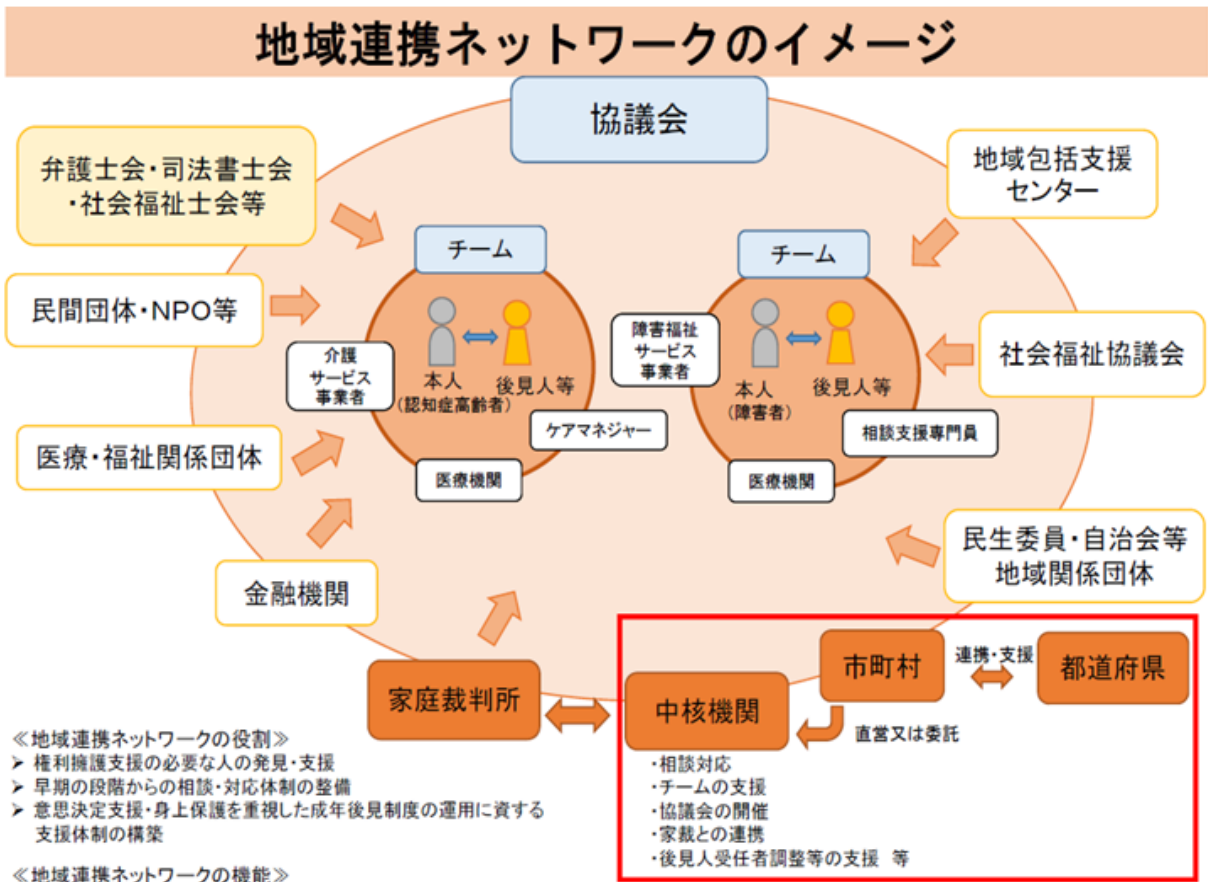 地域連携ネットワークのイメージ
協議会
弁護士会・司法書士会
・社会福祉士会等
地域包括支援
センター
チーム
チーム
民間団体・NPO等
社会福祉協議会
介護
サービス
事業者
本人
(認知症高齢者)
後見人等
ケアマネジャー
医療機関
障害福祉
サービス
事業者
本人
(障害者)
後見人等
相談支援専門員
医療機関
医療・福祉関係団体
金融機関
民生委員・自治会等
地域関係団体
家庭裁判所
中核機関
市町村
連携・支援
都道府県
直営又は委託
・相談対応
・チームの支援
・協議会の開催
・家裁との連携
・後見人受任者調整等の支援 等
≪地域連携ネットワークの役割≫
➢ 権利擁護支援の必要な人の発見・支援
➢ 早期の段階からの相談・対応体制の整備
➢ 意思決定支援・身上保護を重視した成年後見制度の運用に資する
支援体制の構築
≪地域連携ネットワークの機能≫